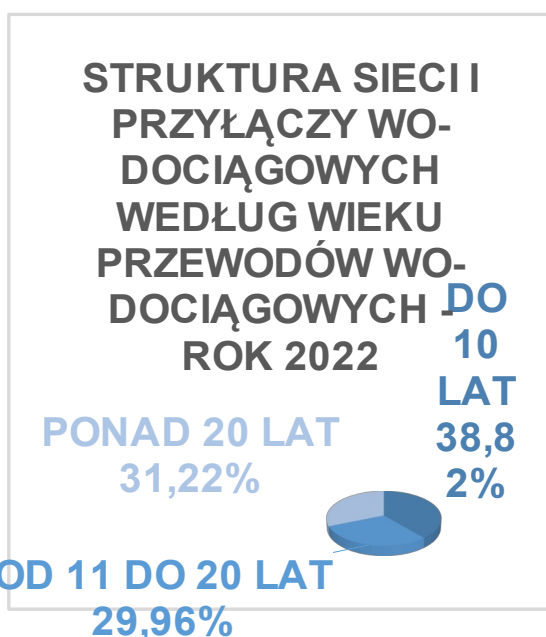 STRUKTURA SIECI I
PRZYŁĄCZY WO-
DOCIĄGOWYCH
WEDŁUG WIEKU
PRZEWODÓW WO-
DOCIĄGOWYCH -
ROK 2022
DO
10
LAT
38,8
2%
PONAD 20 LAT
31,22%
OD 11 DO 20 LAT
29,96%